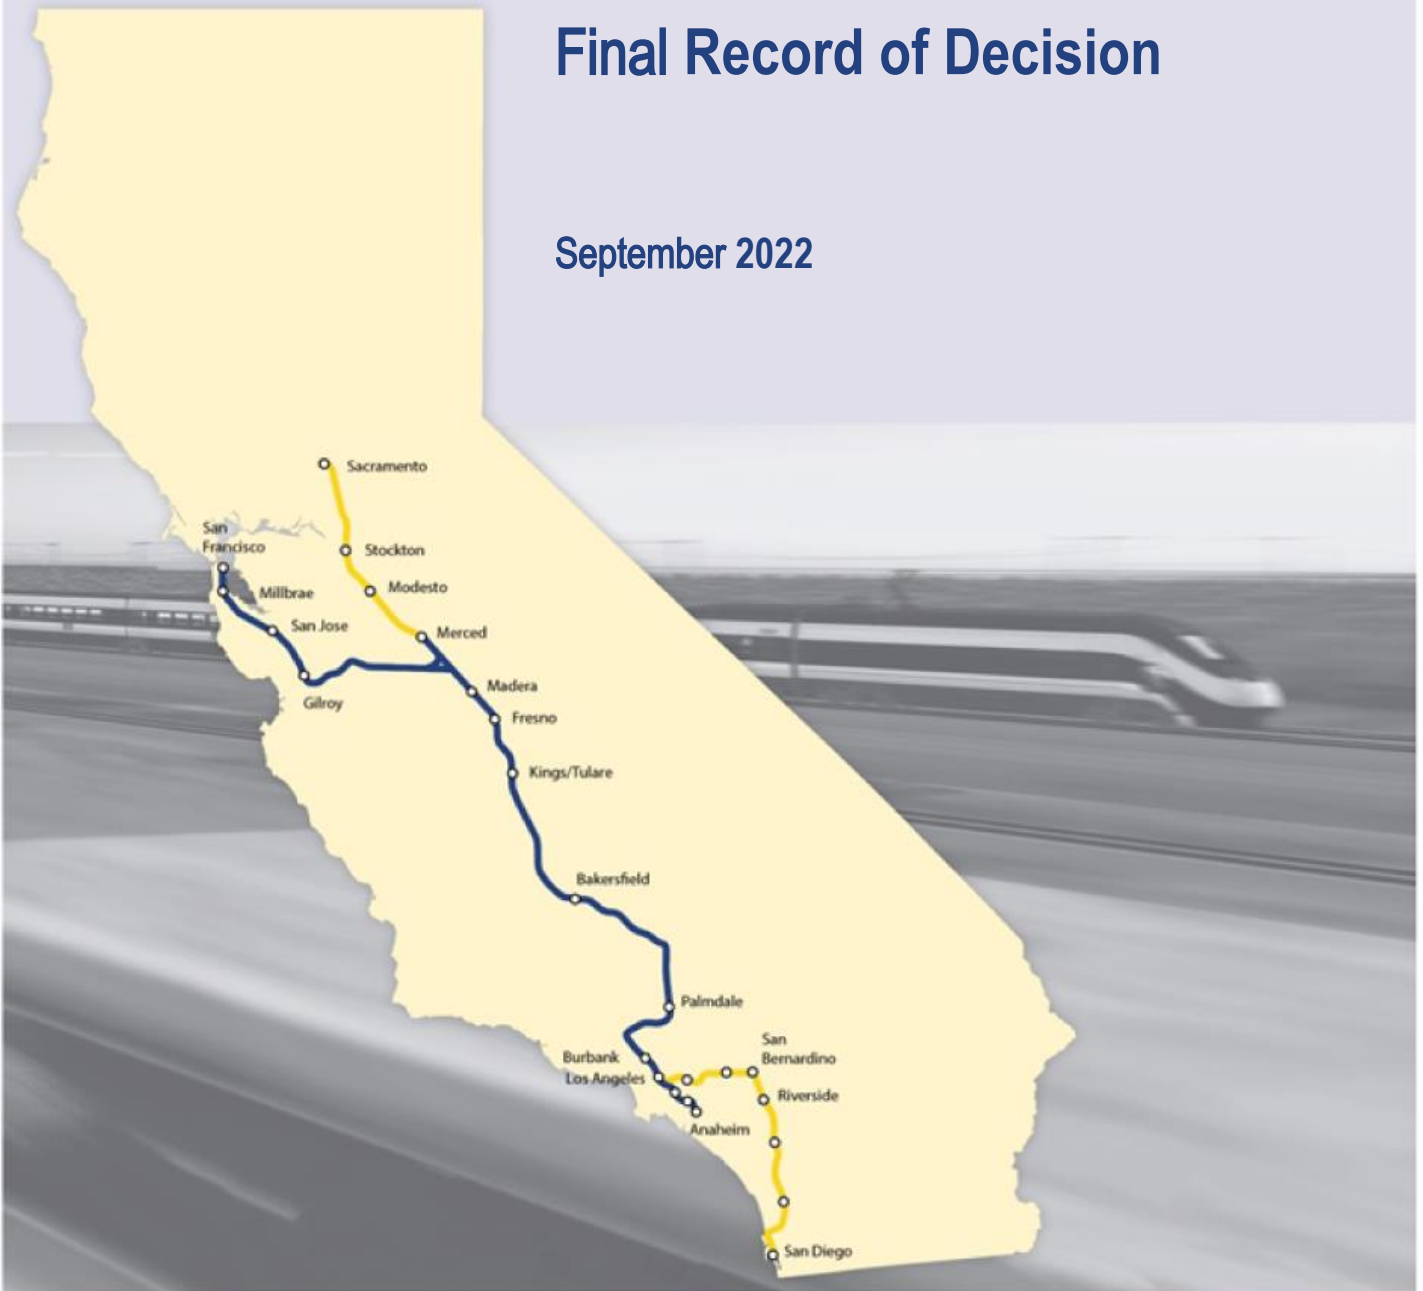 Final Record of Decision
September 2022
Sacramento
San
Francisco
Stockton
Modesto
Millbrae
San Jose
Merced
Gilroy
Madera
Fresno
Kings/Tulare
Bakersfield
Palmdale
San
Bernardino
Burbank
Los Angeles
Riverside
Anaheim
San Diego